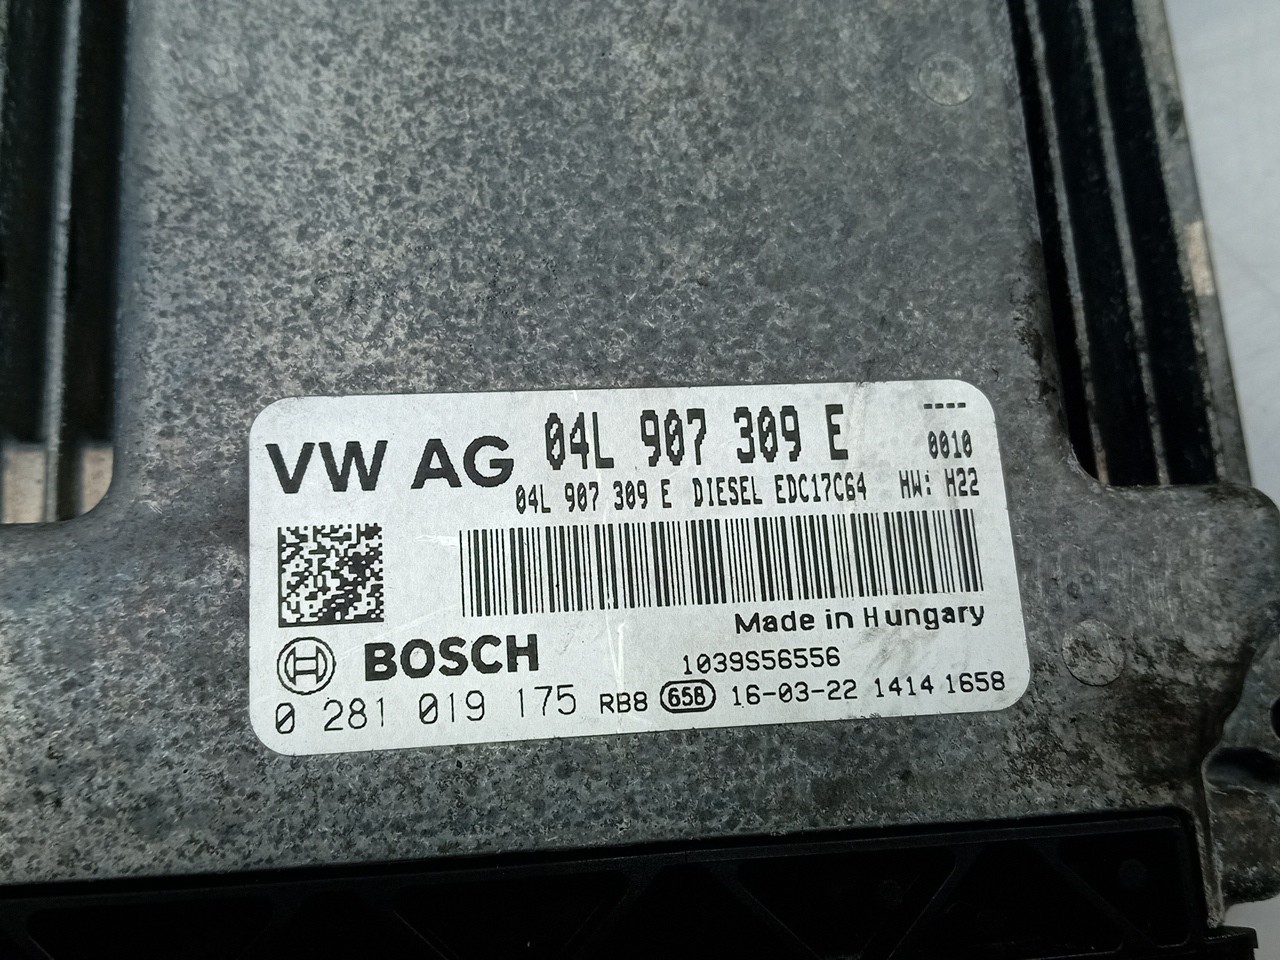 VW AG 04L 907 309 E ----
0010
04L 907 309 E DIESEL EDC17C64 HW: H22
Made in Hungary
BOSCH 1039S56556
0 281 019 175 RB8 658 16-03-22 1414 1658